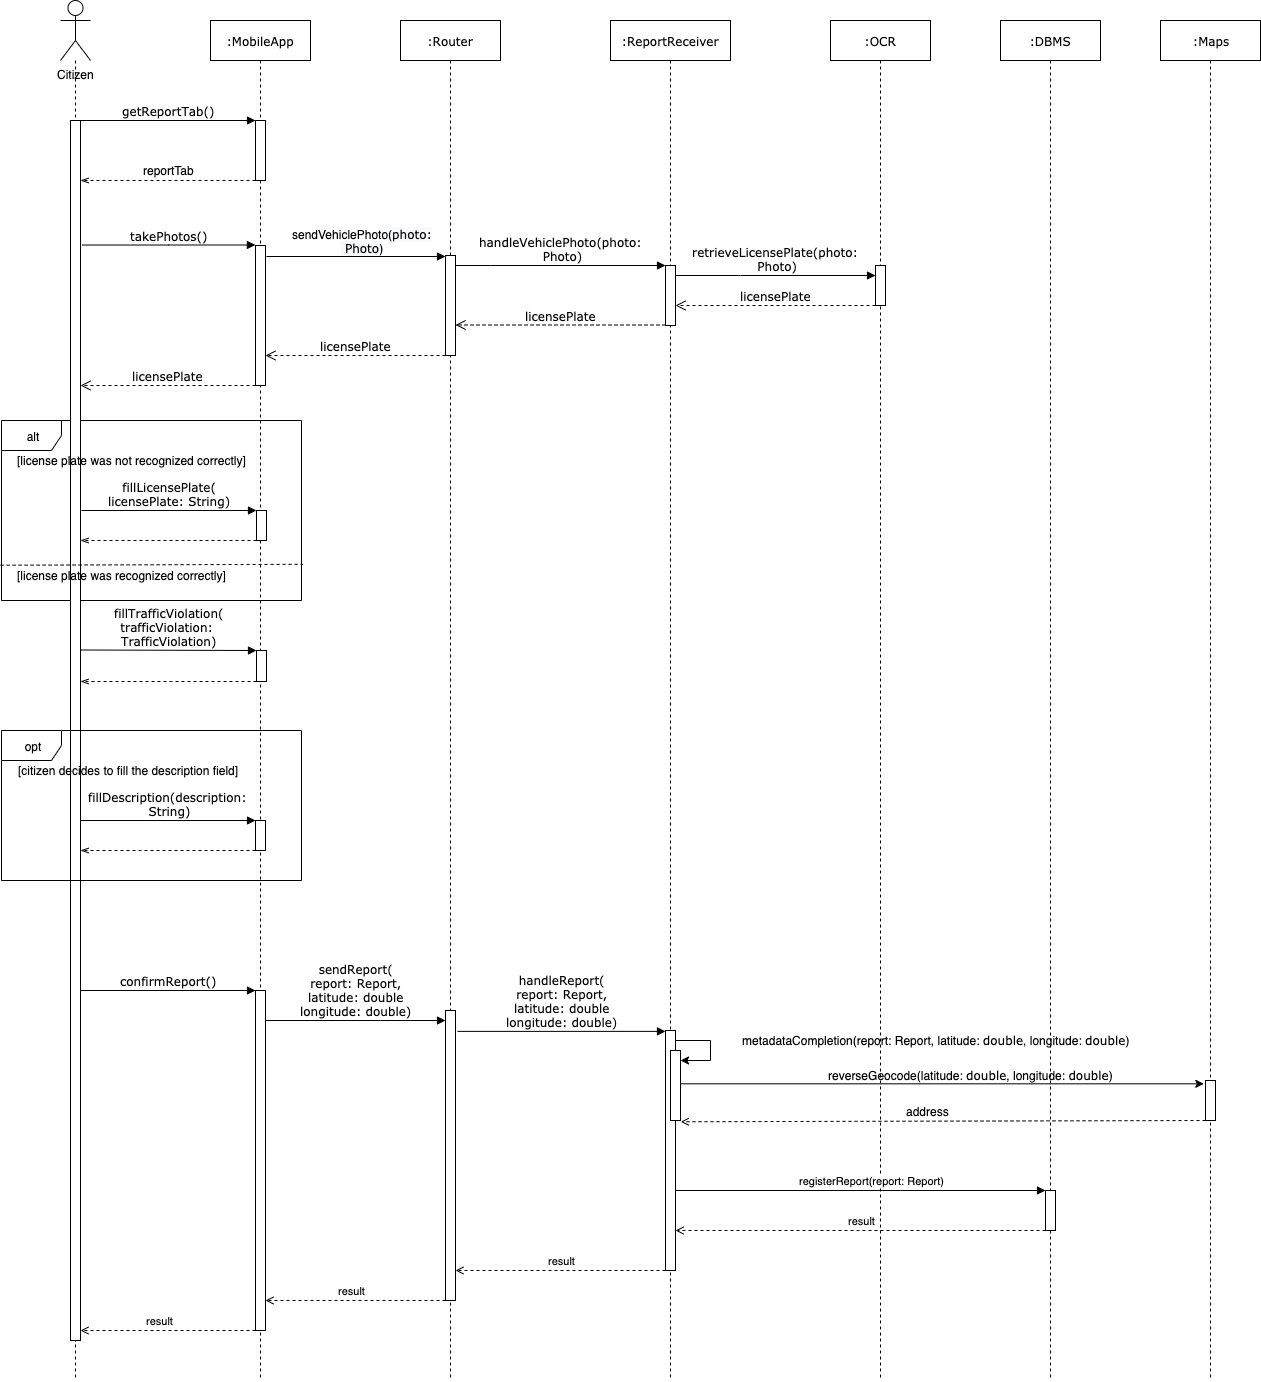 Citizen
:MobileApp
:Router
:ReportReceiver
:OCR
:DBMS
:Maps
getReportTab()
reportTab
takePhotos()
sendVehiclePhoto(photo:
Photo)
handleVehiclePhoto(photo:
Photo)
retrieveLicensePlate(photo:
Photo)
licensePlate
licensePlate
licensePlate
licensePlate
alt
[license plate was not recognized correctly]
fillLicensePlate(
licensePlate: String)
[license plate was recognized correctly]
fillTrafficViolation(
trafficViolation:
TrafficViolation)
opt
[citizen decides to fill the description field]
fillDescription(description:
String)
confirmReport()
sendReport(
report: Report,
latitude: double
longitude: double)
handleReport(
report: Report,
latitude: double
longitude: double)
metadataCompletion(report: Report, latitude: double, longitude: double)
reverseGeocode(latitude: double, longitude: double)
address
registerReport(report: Report)
result
result
result
result